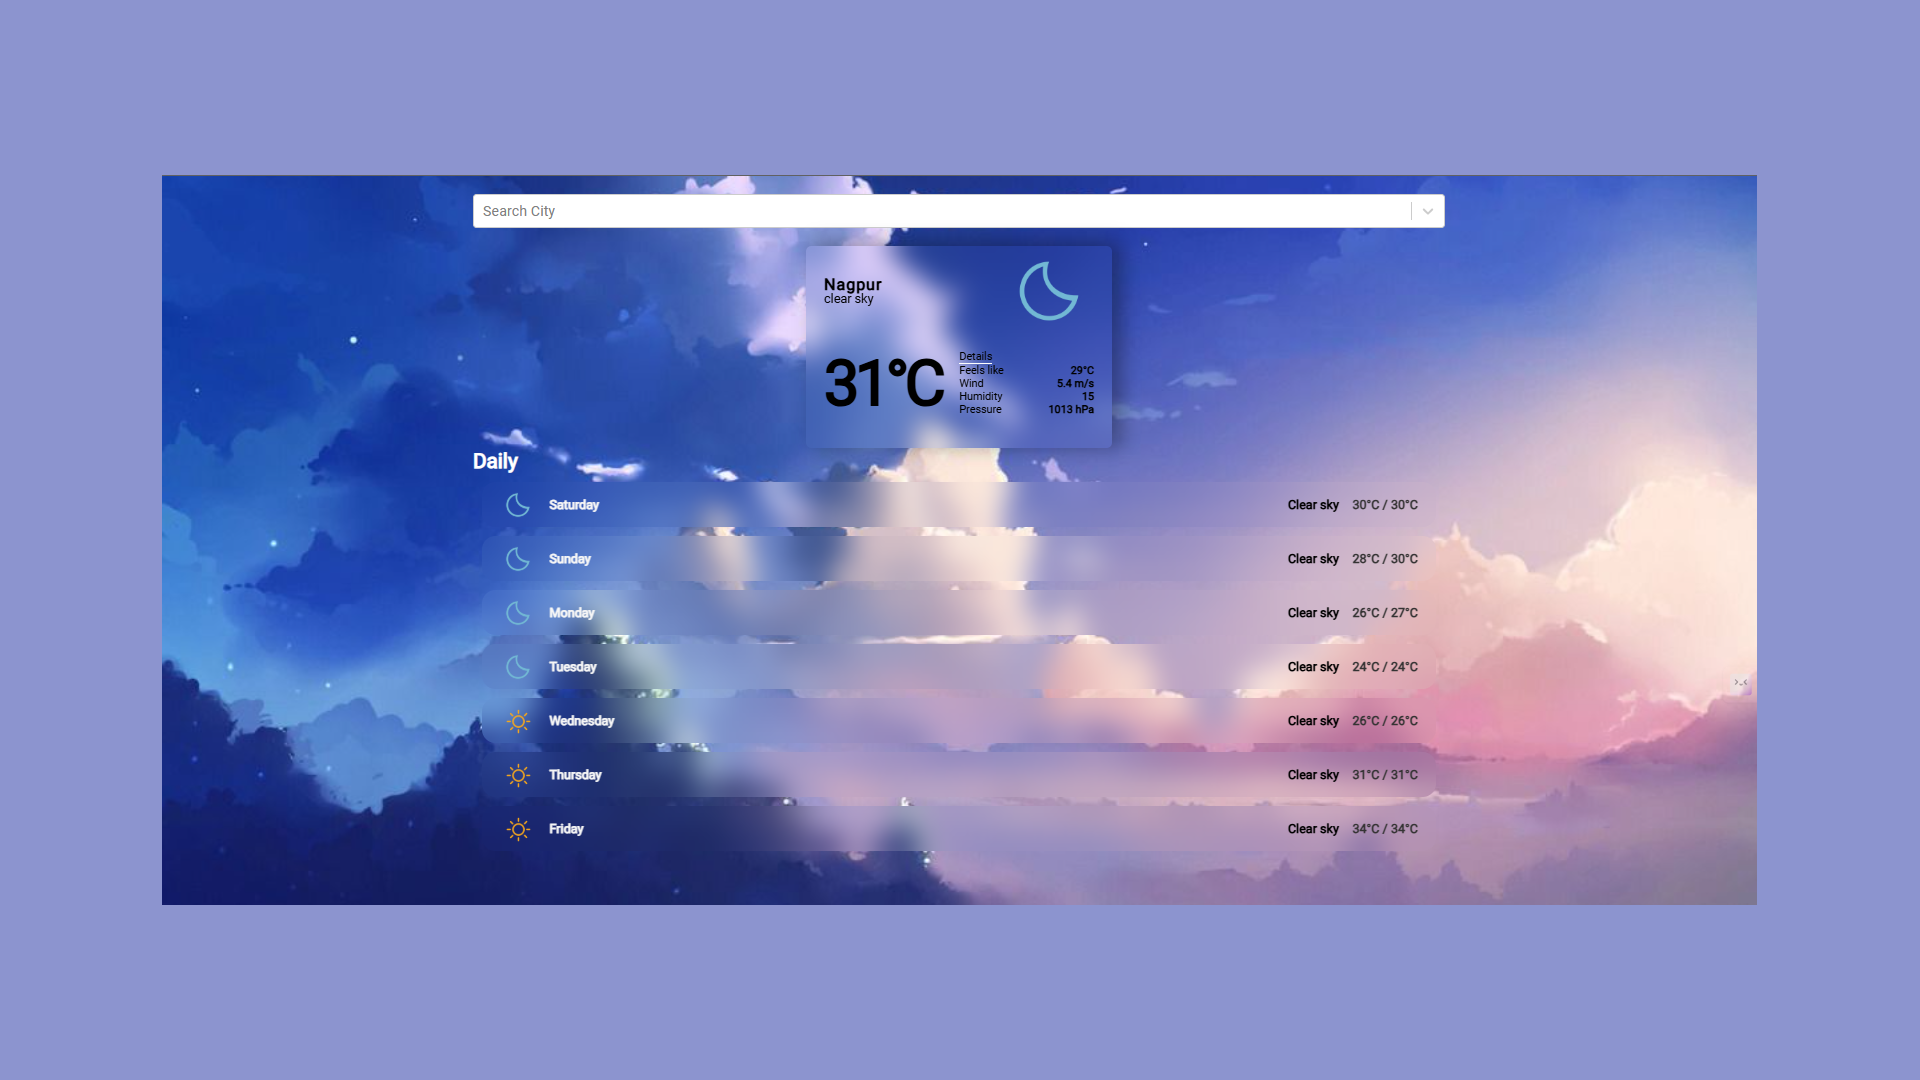 Search City
Nagpur
clear sky
31°C
Details
Feels like 29°C
Wind 5.4 m/s
Humidity 15
Pressure 1013 hPa
Daily
Saturday Clear sky 30°C / 30°C
Sunday Clear sky 28°C / 30°C
Monday Clear sky 26°C / 27°C
Tuesday Clear sky 24°C / 24°C
Wednesday Clear sky 26°C / 26°C
Thursday Clear sky 31°C / 31°C
Friday Clear sky 34°C / 34°C